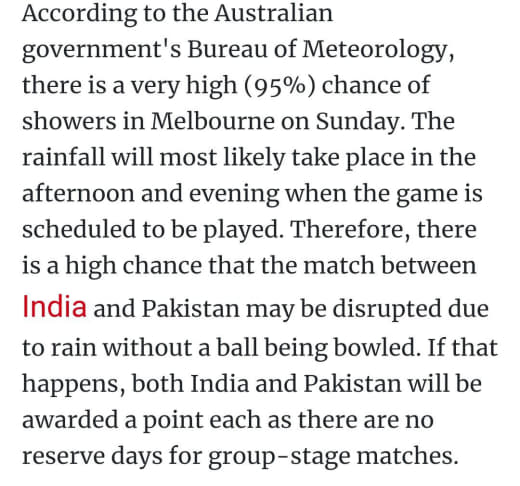 According to the Australian
government's Bureau of Meteorology,
there is a very high (95%) chance of
showers in Melbourne on Sunday. The
rainfall will most likely take place in the
afternoon and evening when the game is
scheduled to be played. Therefore, there
is a high chance that the match between
India and Pakistan may be disrupted due
to rain without a ball being bowled. If that
happens, both India and Pakistan will be
awarded a point each as there are no
reserve days for group-stage matches.